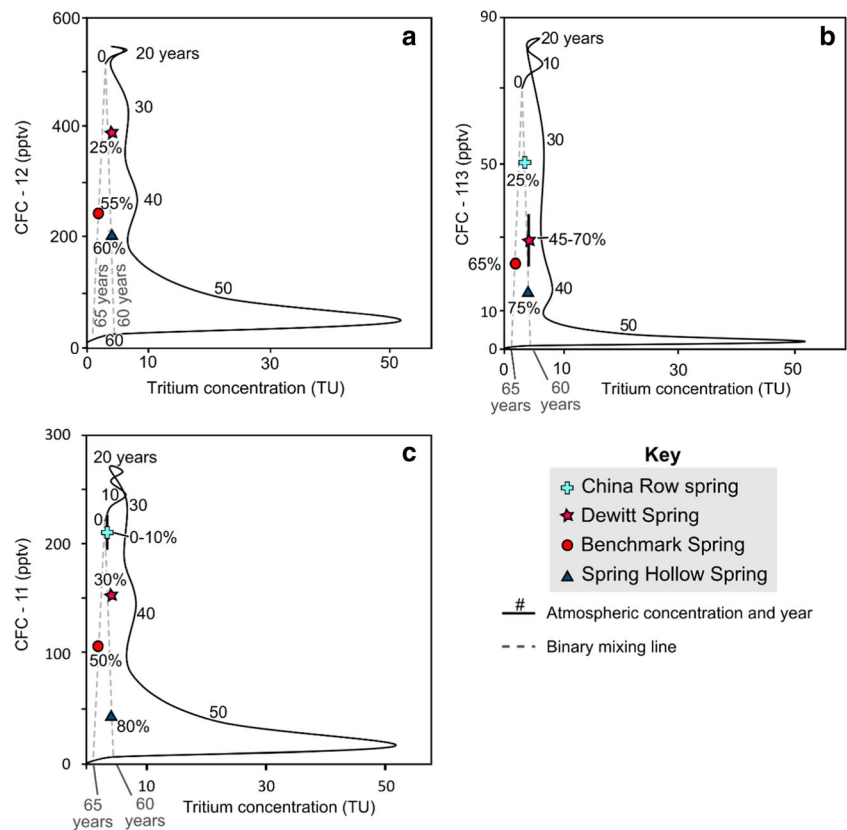 a
600
400
200
0
CFC - 12 (pptv)
0
20 years
30
25%
55%
40
60%
65 years
60 years
50
60
0
10
30
50
Tritium concentration (TU)
b
90
50
10
0
CFC - 113 (pptv)
20 years
10
0
30
25%
45-70%
65%
40
75%
50
0
10
30
50
Tritium concentration (TU)
65
years
60
years
c
300
200
100
0
CFC - 11 (pptv)
20 years
10
30
0
0-10%
30%
40
50%
50
80%
10
30
50
Tritium concentration (TU)
65
years
60
years
Key
China Row spring
Dewitt Spring
Benchmark Spring
Spring Hollow Spring
# Atmospheric concentration and year
Binary mixing line